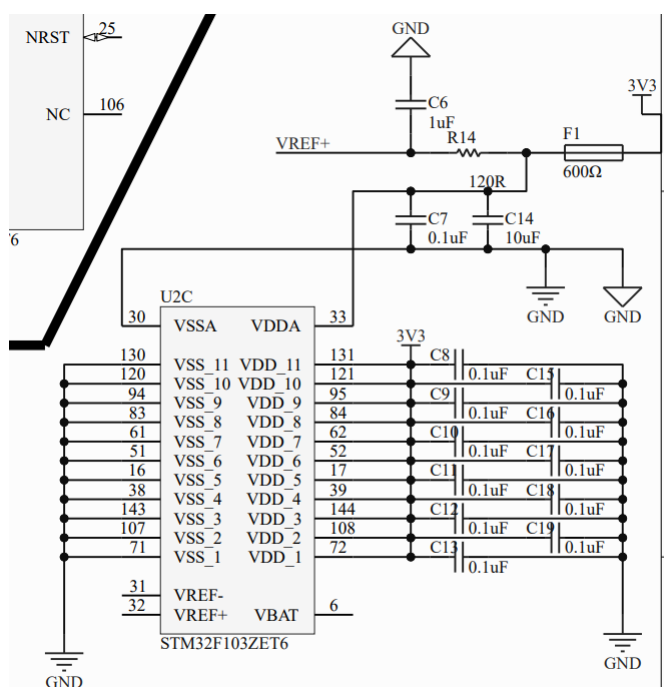 NRST 25
GND
3V3
NC 106
C6
1uF
VREF+
R14
F1
120R
600Ω
T6
C7
0.1uF
C14
10uF
U2C
30 VSSA VDDA 33
GND GND
3V3
130 VSS_11 VDD_11 131 C8 0.1uF
120 VSS_10 VDD_10 121 C15 0.1uF
94 VSS_9 VDD_9 95 C9 0.1uF
83 VSS_8 VDD_8 84 C16 0.1uF
61 VSS_7 VDD_7 62 C10 0.1uF
51 VSS_6 VDD_6 52 C17 0.1uF
16 VSS_5 VDD_5 17 C11 0.1uF
38 VSS_4 VDD_4 39 C18 0.1uF
143 VSS_3 VDD_3 144 C12 0.1uF
107 VSS_2 VDD_2 108 C19 0.1uF
71 VSS_1 VDD_1 72 C13 0.1uF
31 VREF-
32 VREF+ VBAT 6
STM32F103ZET6
GND
GND